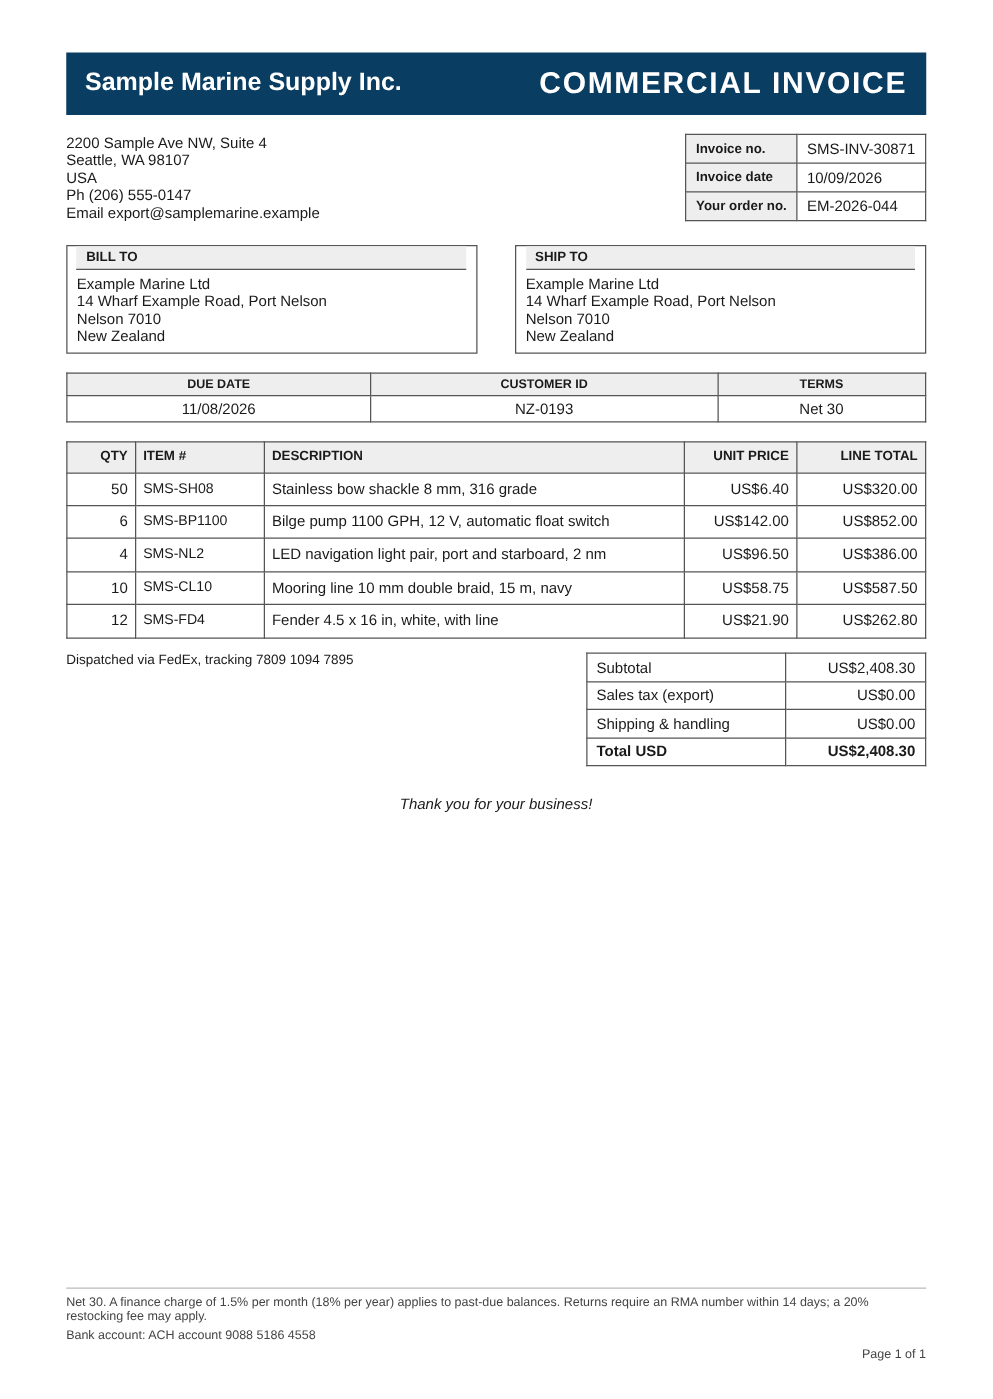 Sample Marine Supply Inc. COMMERCIAL INVOICE
2200 Sample Ave NW, Suite 4
Seattle, WA 98107
USA
Ph (206) 555-0147
Email export@samplemarine.example
Invoice no. SMS-INV-30871
Invoice date 10/09/2026
Your order no. EM-2026-044
BILL TO
Example Marine Ltd
14 Wharf Example Road, Port Nelson
Nelson 7010
New Zealand
SHIP TO
Example Marine Ltd
14 Wharf Example Road, Port Nelson
Nelson 7010
New Zealand
DUE DATE CUSTOMER ID TERMS
11/08/2026 NZ-0193 Net 30
QTY ITEM # DESCRIPTION UNIT PRICE LINE TOTAL
50 SMS-SH08 Stainless bow shackle 8 mm, 316 grade US$6.40 US$320.00
6 SMS-BP1100 Bilge pump 1100 GPH, 12 V, automatic float switch US$142.00 US$852.00
4 SMS-NL2 LED navigation light pair, port and starboard, 2 nm US$96.50 US$386.00
10 SMS-CL10 Mooring line 10 mm double braid, 15 m, navy US$58.75 US$587.50
12 SMS-FD4 Fender 4.5 x 16 in, white, with line US$21.90 US$262.80
Dispatched via FedEx, tracking 7809 1094 7895
Subtotal US$2,408.30
Sales tax (export) US$0.00
Shipping & handling US$0.00
Total USD US$2,408.30
Thank you for your business!
Net 30. A finance charge of 1.5% per month (18% per year) applies to past-due balances. Returns require an RMA number within 14 days; a 20%
restocking fee may apply.
Bank account: ACH account 9088 5186 4558
Page 1 of 1